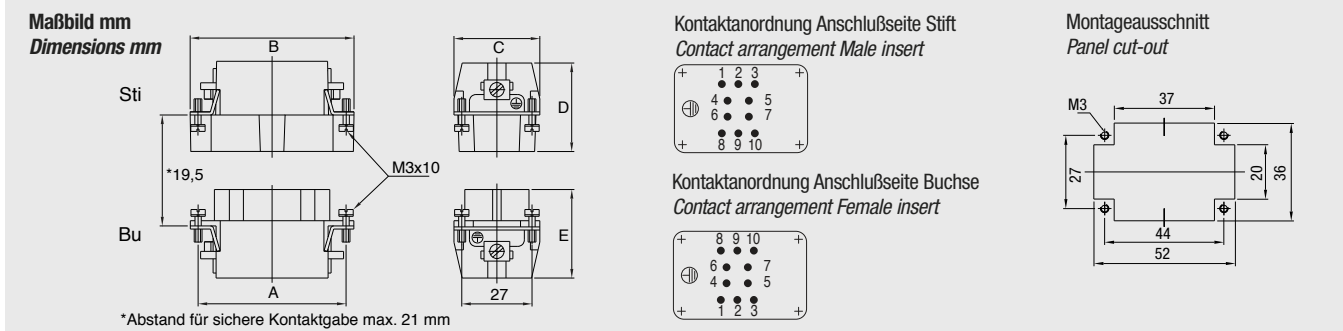 Maßbild mm
Dimensions mm
B
C
Sti
D
*19,5
M3x10
Bu
E
A
27
*Abstand für sichere Kontaktgabe max. 21 mm
Kontaktanordnung Anschlußseite Stift
Contact arrangement Male insert
1 2 3
4 5
6 7
8 9 10
Kontaktanordnung Anschlußseite Buchse
Contact arrangement Female insert
8 9 10
6 7
4 5
1 2 3
Montageausschnitt
Panel cut-out
37
M3
27
20
36
44
52